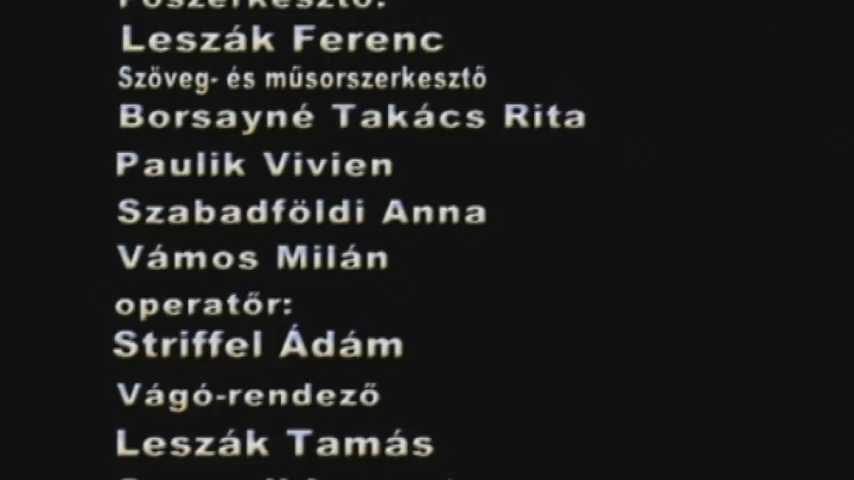 Főszerkesztő:
Leszák Ferenc
Szöveg- és műsorszerkesztő
Borsayné Takács Rita
Paulik Vivien
Szabadföldi Anna
Vámos Milán
operatőr:
Striffel Ádám
Vágó-rendező
Leszák Tamás